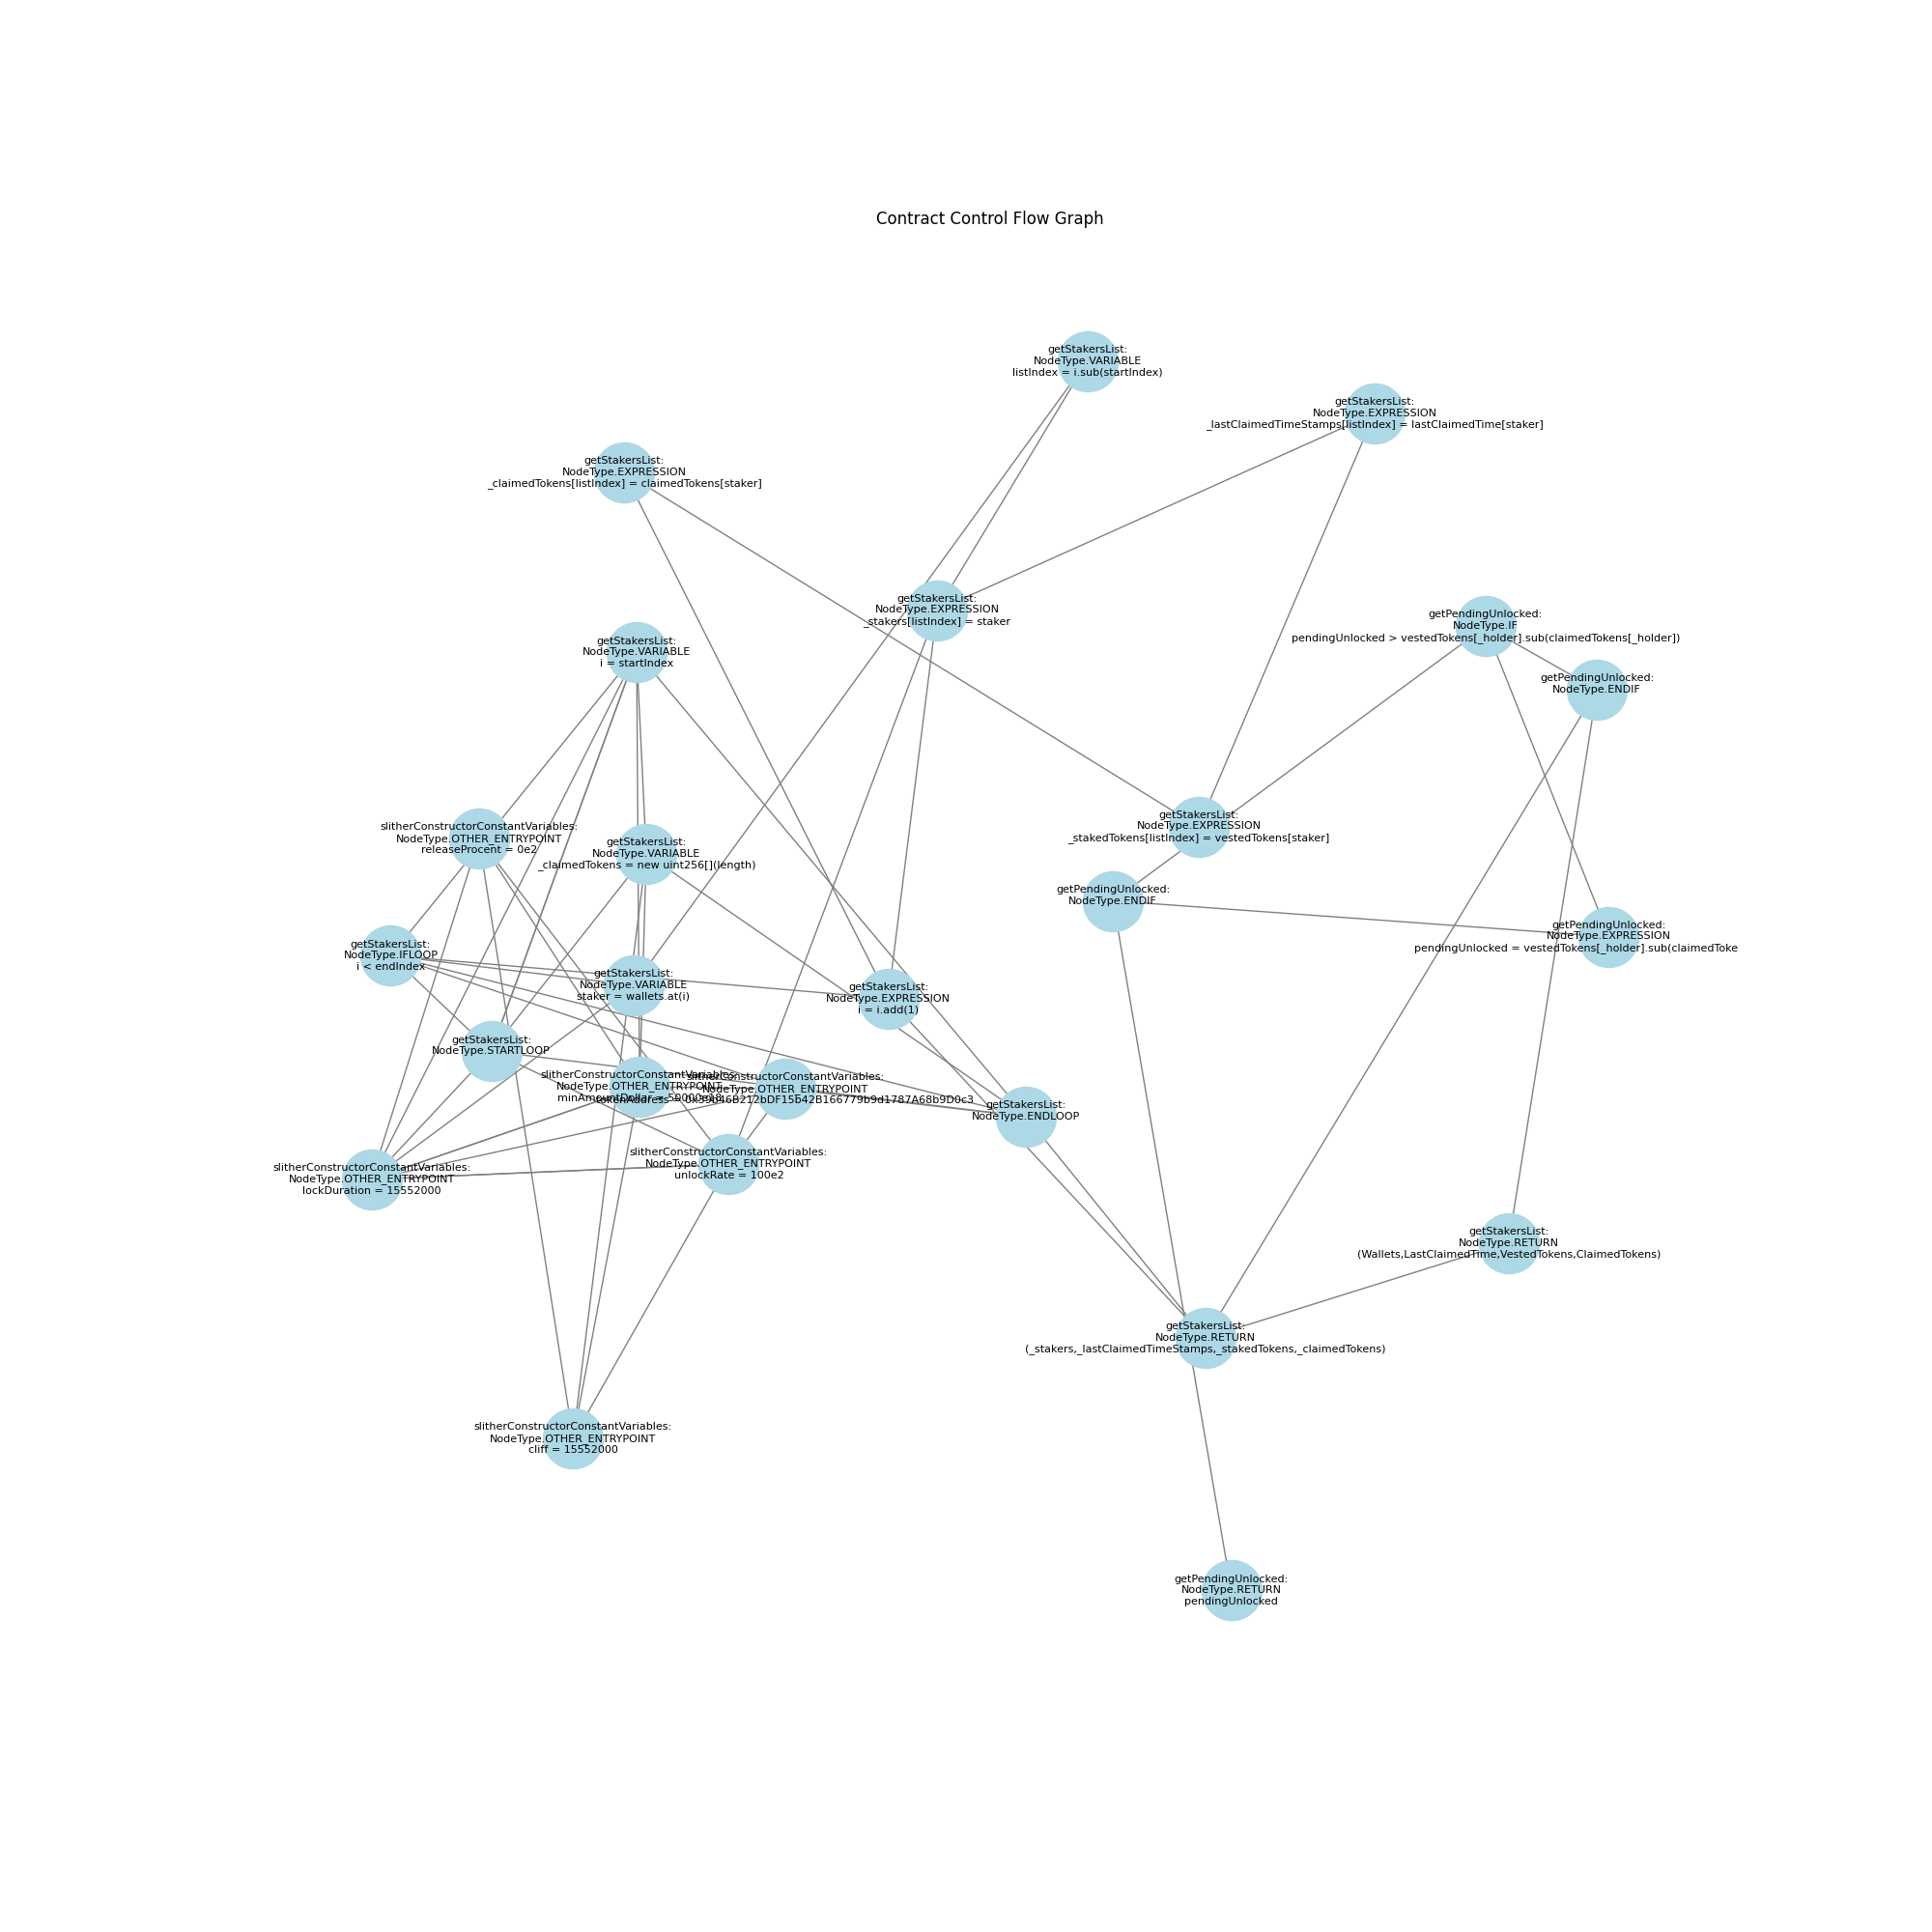 Contract Control Flow Graph
getStakersList:
NodeType.VARIABLE
listIndex = i.sub(startIndex)
getStakersList:
NodeType.EXPRESSION
_lastClaimedTimeStamps[listIndex] = lastClaimedTime[staker]
getStakersList:
NodeType.EXPRESSION
_claimedTokens[listIndex] = claimedTokens[staker]
getStakersList:
NodeType.EXPRESSION
_stakers[listIndex] = staker
getPendingUnlocked:
NodeType.IF
pendingUnlocked > vestedTokens[_holder].sub(claimedTokens[_holder])
getStakersList:
NodeType.VARIABLE
i = startIndex
getPendingUnlocked:
NodeType.ENDIF
slitherConstructorConstantVariables:
NodeType.OTHER_ENTRYPOINT
releaseProcent = 0e2
getStakersList:
NodeType.VARIABLE
_claimedTokens = new uint256[](length)
getStakersList:
NodeType.EXPRESSION
_stakedTokens[listIndex] = vestedTokens[staker]
getPendingUnlocked:
NodeType.ENDIF
getPendingUnlocked:
NodeType.EXPRESSION
pendingUnlocked = vestedTokens[_holder].sub(claimedToke
getStakersList:
NodeType.IFLOOP
i < endIndex
getStakersList:
NodeType.VARIABLE
staker = wallets.at(i)
getStakersList:
NodeType.EXPRESSION
i = i.add(1)
getStakersList:
NodeType.STARTLOOP
slitherConstructorConstantVariables:
NodeType.OTHER_ENTRYPOINT
minAmountDollar = 50000e18
slitherConstructorConstantVariables:
NodeType.OTHER_ENTRYPOINT
getStakersList:
NodeType.ENDLOOP
slitherConstructorConstantVariables:
NodeType.OTHER_ENTRYPOINT
unlockRate = 100e2
slitherConstructorConstantVariables:
NodeType.OTHER_ENTRYPOINT
lockDuration = 15552000
getStakersList:
NodeType.RETURN
(Wallets,LastClaimedTime,VestedTokens,ClaimedTokens)
getStakersList:
NodeType.RETURN
(_stakers,_lastClaimedTimeStamps,_stakedTokens,_claimedTokens)
slitherConstructorConstantVariables:
NodeType.OTHER_ENTRYPOINT
cliff = 15552000
getPendingUnlocked:
NodeType.RETURN
pendingUnlocked